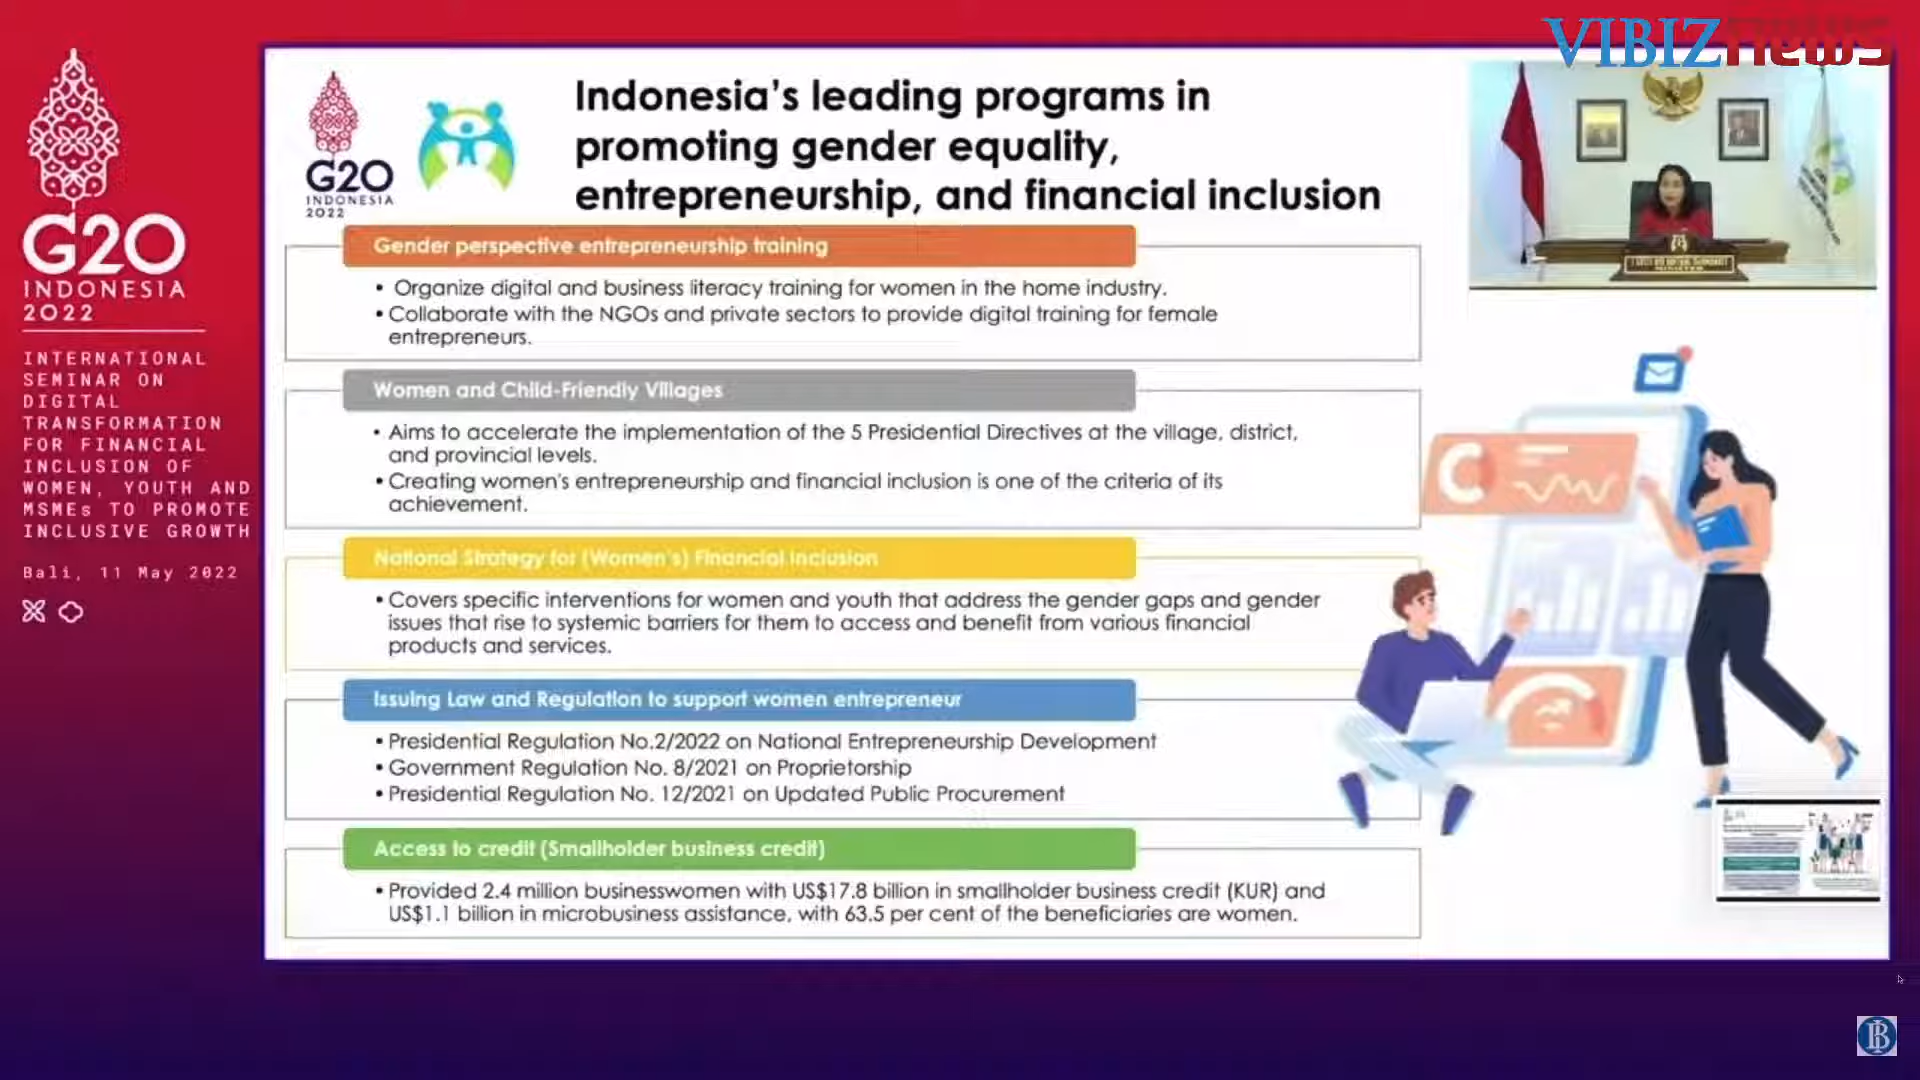 VIBIZnews
G20
INDONESIA
2022
INTERNATIONAL
SEMINAR ON
DIGITAL
TRANSFORMATION
FOR FINANCIAL
INCLUSION OF
WOMEN, YOUTH AND
MSMEs TO PROMOTE
INCLUSIVE GROWTH
Bali, 11 May 2022
G20
INDONESIA
2022
Indonesia's leading programs in
promoting gender equality,
entrepreneurship, and financial inclusion
Gender perspective entrepreneurship training
• Organize digital and business literacy training for women in the home industry.
• Collaborate with the NGOs and private sectors to provide digital training for female
entrepreneurs.
Women and Child-Friendly Villages
• Aims to accelerate the implementation of the 5 Presidential Directives at the village, district,
and provincial levels.
• Creating women's entrepreneurship and financial inclusion is one of the criteria of its
achievement.
National Strategy for (Women's) Financial Inclusion
• Covers specific interventions for women and youth that address the gender gaps and gender
issues that rise to systemic barriers for them to access and benefit from various financial
products and services.
Issuing Law and Regulation to support women entrepreneur
• Presidential Regulation No.2/2022 on National Entrepreneurship Development
• Government Regulation No. 8/2021 on Proprietorship
• Presidential Regulation No. 12/2021 on Updated Public Procurement
Access to credit (Smallholder business credit)
• Provided 2.4 million businesswomen with US$17.8 billion in smallholder business credit (KUR) and
US$1.1 billion in microbusiness assistance, with 63.5 per cent of the beneficiaries are women.